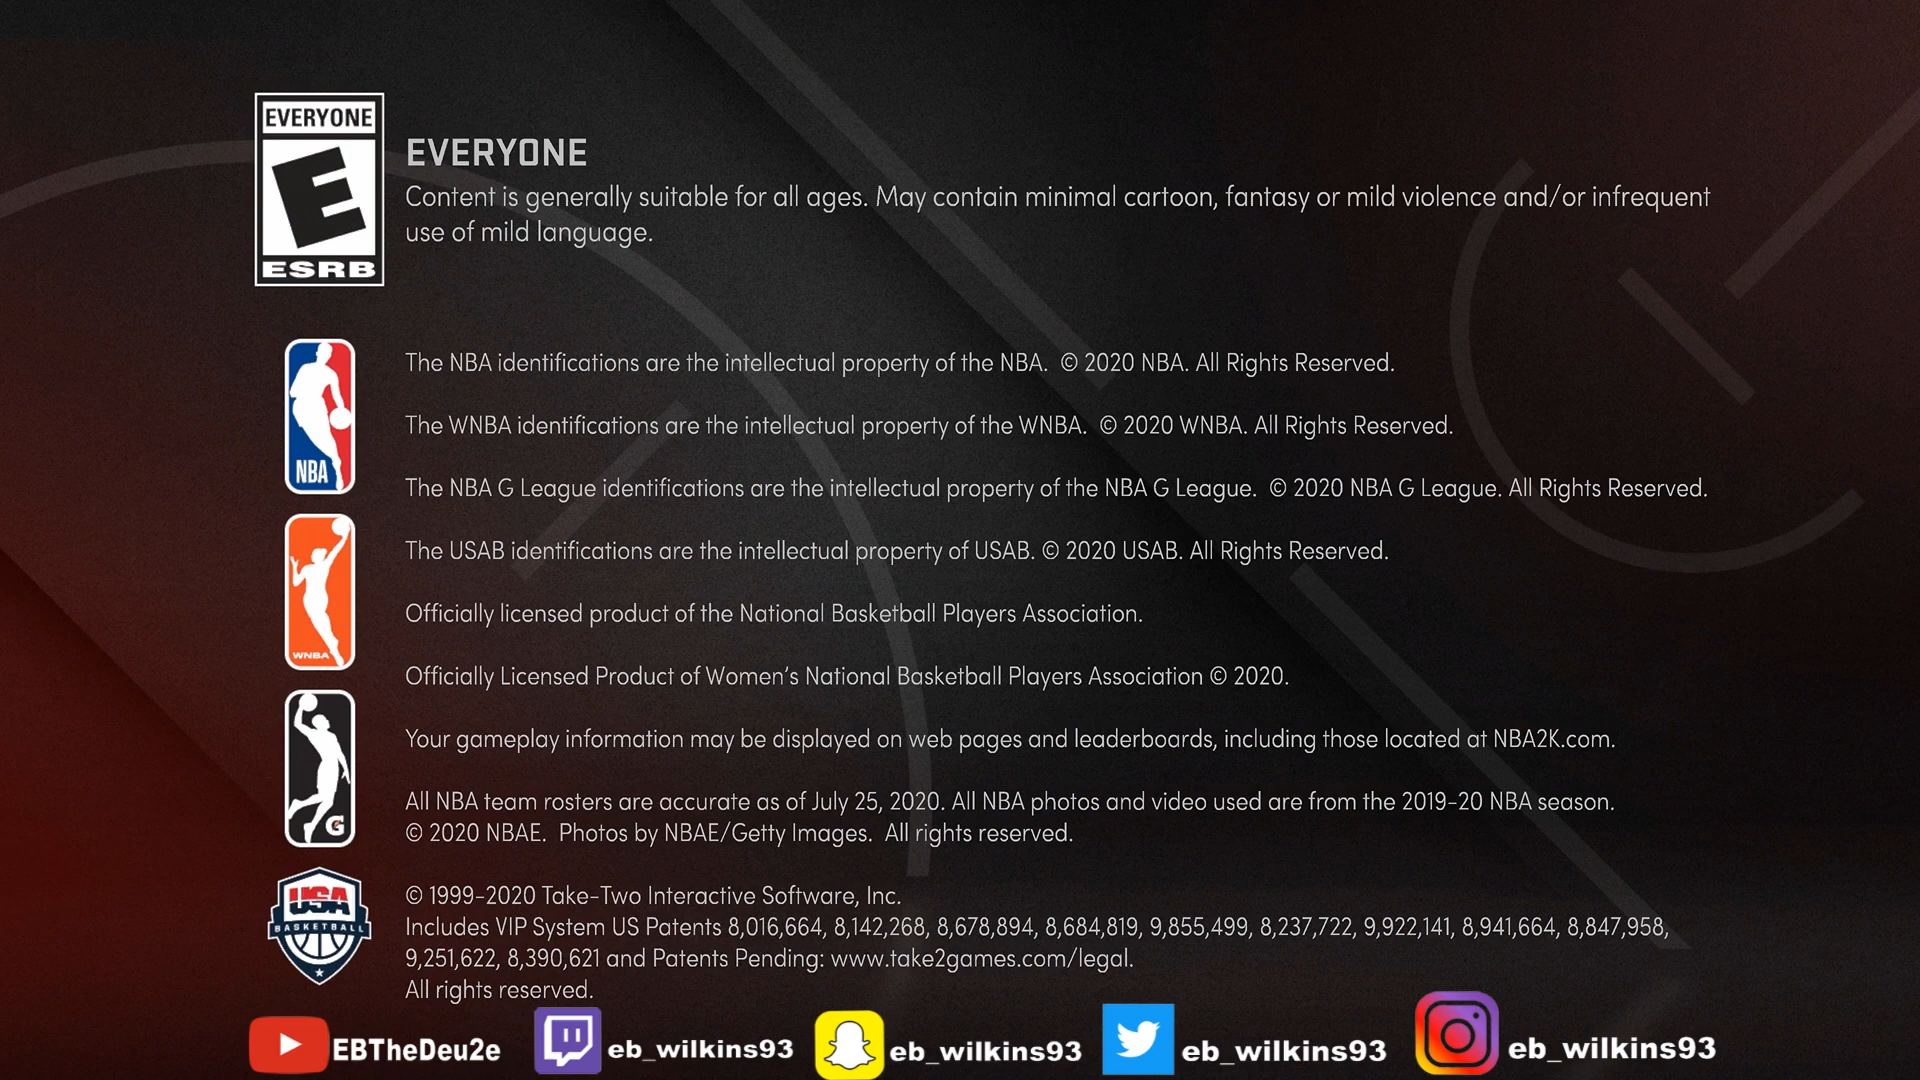 EVERYONE
E
ESRB
EVERYONE
Content is generally suitable for all ages. May contain minimal cartoon, fantasy or mild violence and/or infrequent
use of mild language.
NBA
The NBA identifications are the intellectual property of the NBA.  © 2020 NBA. All Rights Reserved.
The WNBA identifications are the intellectual property of the WNBA.  © 2020 WNBA. All Rights Reserved.
The NBA G League identifications are the intellectual property of the NBA G League.  © 2020 NBA G League. All Rights Reserved.
WNBA
The USAB identifications are the intellectual property of USAB. © 2020 USAB. All Rights Reserved.
Officially licensed product of the National Basketball Players Association.
Officially Licensed Product of Women's National Basketball Players Association © 2020.
G
Your gameplay information may be displayed on web pages and leaderboards, including those located at NBA2K.com.
All NBA team rosters are accurate as of July 25, 2020. All NBA photos and video used are from the 2019-20 NBA season.
© 2020 NBAE.  Photos by NBAE/Getty Images.  All rights reserved.
USA
BASKETBALL
© 1999-2020 Take-Two Interactive Software, Inc.
Includes VIP System US Patents 8,016,664, 8,142,268, 8,678,894, 8,684,819, 9,855,499, 8,237,722, 9,922,141, 8,941,664, 8,847,958,
9,251,622, 8,390,621 and Patents Pending: www.take2games.com/legal.
All rights reserved.
EBTheDeu2e eb_wilkins93 eb_wilkins93 eb_wilkins93 eb_wilkins93